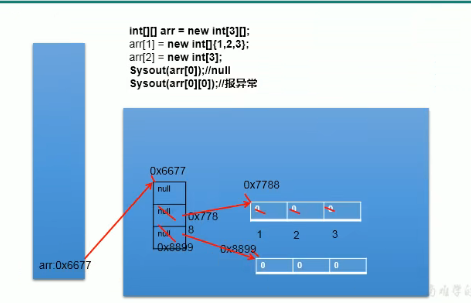 int[][] arr = new int[3][];
arr[1] = new int[]{1,2,3};
arr[2] = new int[3];
Sysout(arr[0]);//null
Sysout(arr[0][0]);//报异常
0x6677
null
null
null
0x778
8
0x8899
0x7788
0 0 0
1 2 3
0x8899
0 0 0
arr:0x6677